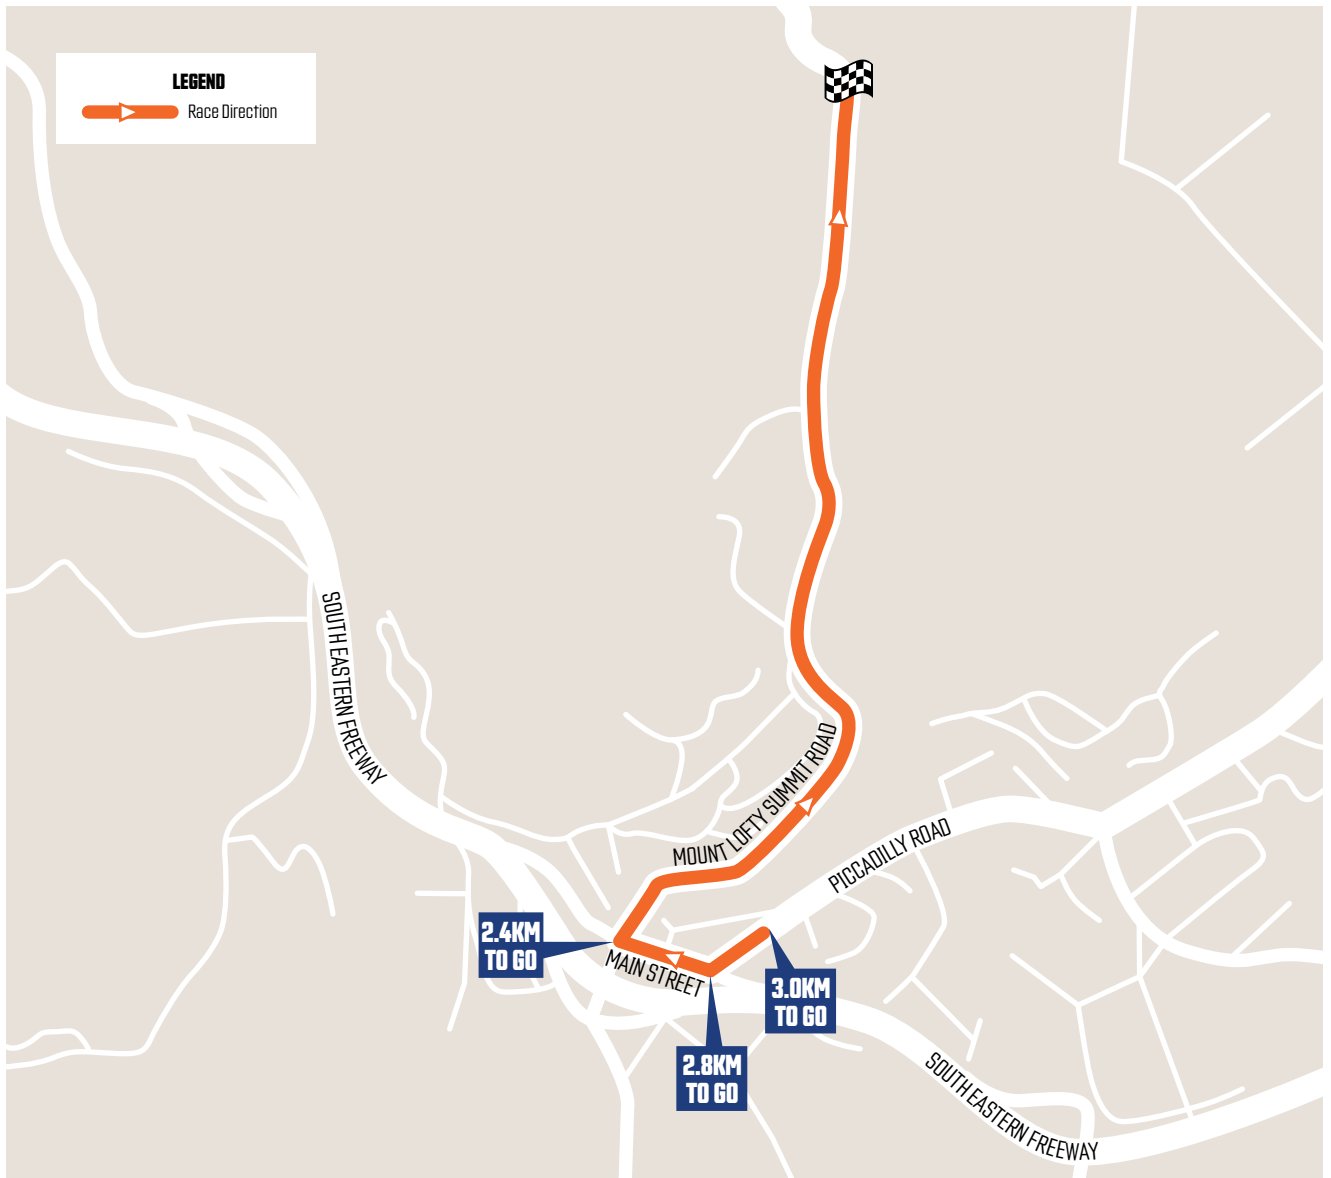 LEGEND
Race Direction
SOUTH EASTERN FREEWAY
MOUNT LOFTY SUMMIT ROAD
PICCADILLY ROAD
2.4KM
TO GO
MAIN STREET
3.0KM
TO GO
2.8KM
TO GO
SOUTH EASTERN FREEWAY